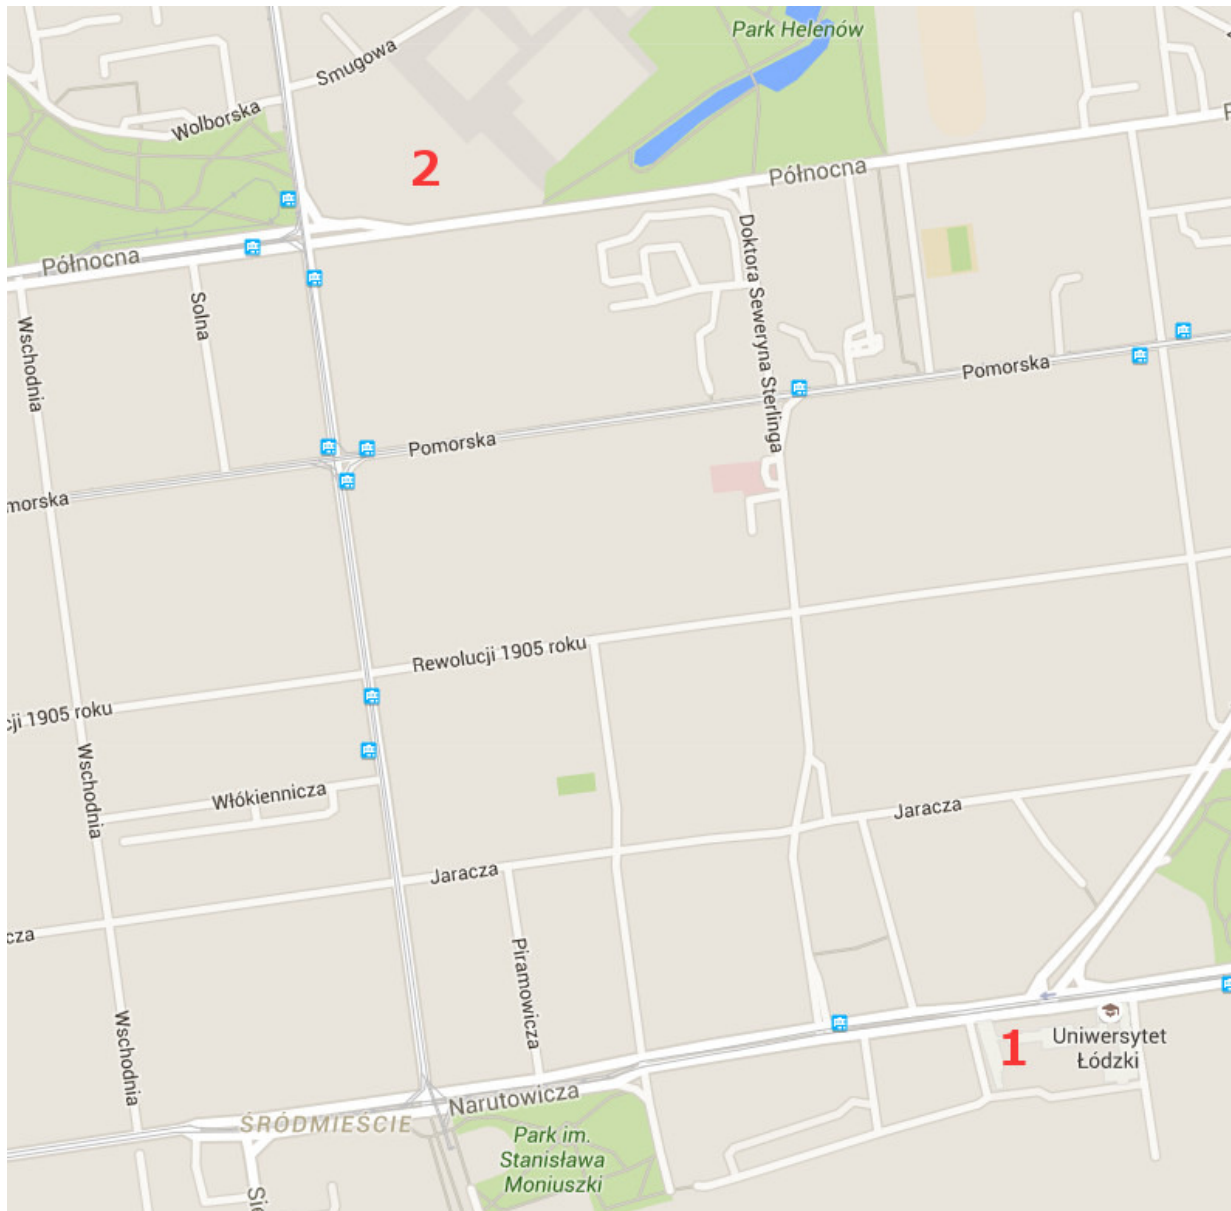 Park Helenów
Smugowa
Wolborska
2
Północna
Północna
Doktora Seweryna Sterlinga
Solna
Wschodnia
Pomorska
Pomorska
morska
Rewolucji 1905 roku
cji 1905 roku
Wschodnia
Włókiennicza
Jaracza
Jaracza
cza
Piramowicza
Wschodnia
1
Uniwersytet
Łódzki
Narutowicza
ŚRÓDMIEŚCIE
Park im.
Stanisława
Moniuszki
Sie